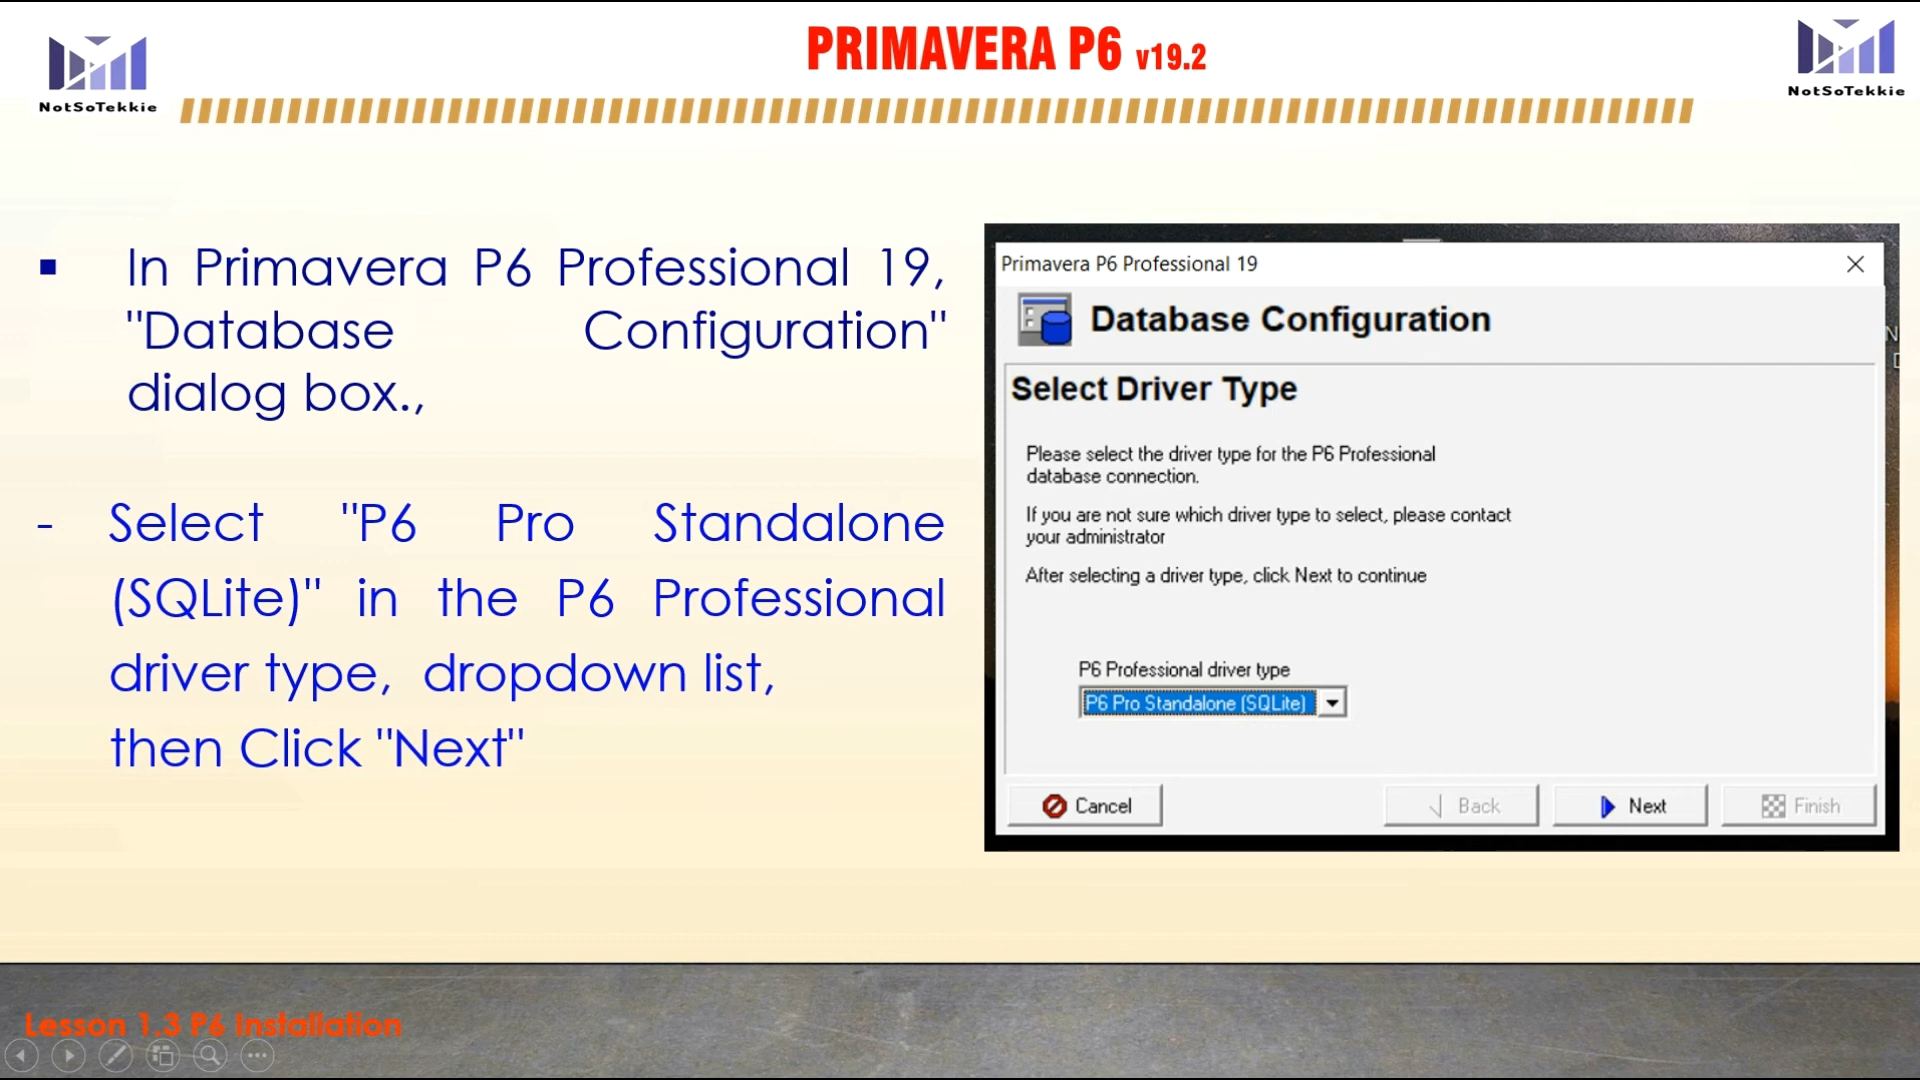 PRIMAVERA P6 v19.2
NotSoTekkie
NotSoTekkie
▪ In Primavera P6 Professional 19,
"Database Configuration"
dialog box.,
- Select "P6 Pro Standalone
(SQLite)" in the P6 Professional
driver type, dropdown list,
then Click "Next"
Primavera P6 Professional 19
Database Configuration
Select Driver Type
Please select the driver type for the P6 Professional
database connection.
If you are not sure which driver type to select, please contact
your administrator
After selecting a driver type, click Next to continue
P6 Professional driver type
P6 Pro Standalone (SQLite)
Cancel
Back
Next
Finish
Lesson 1.3 P6 Installation